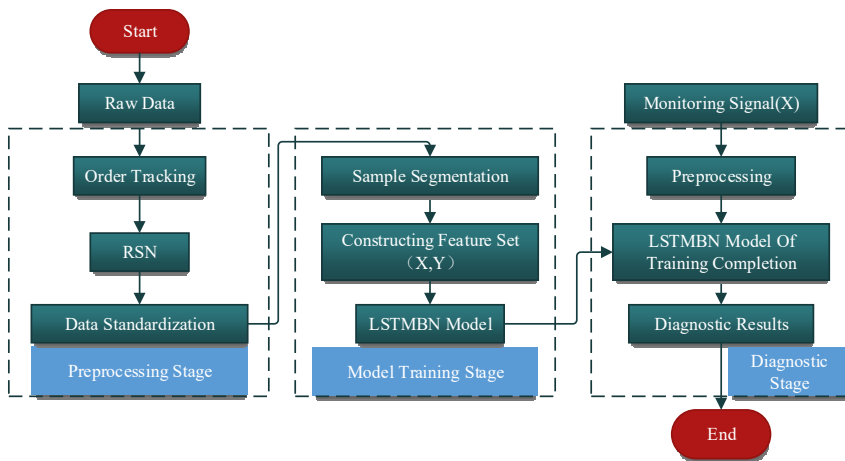 Start
Raw Data
Order Tracking
RSN
Data Standardization
Preprocessing Stage
Sample Segmentation
Constructing Feature Set
（X,Y）
LSTMBN Model
Model Training Stage
Monitoring Signal(X)
Preprocessing
LSTMBN Model Of
Training Completion
Diagnostic Results
Diagnostic
Stage
End